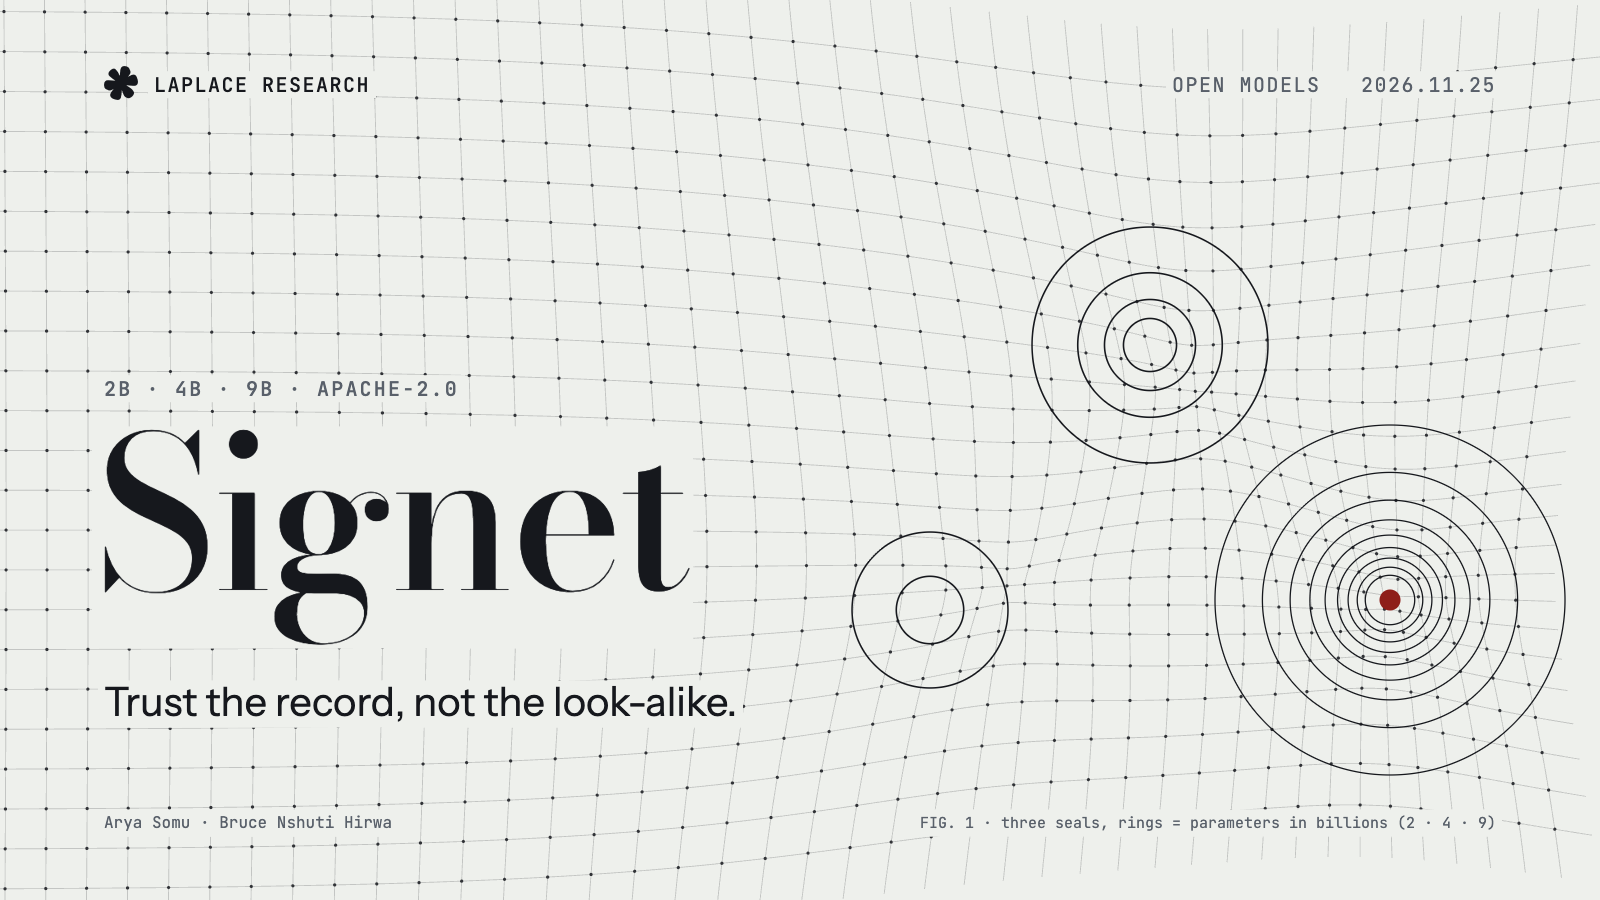 LAPLACE RESEARCH
OPEN MODELS 2026.11.25
2B · 4B · 9B · APACHE-2.0
Signet
Trust the record, not the look-alike.
Arya Somu · Bruce Nshuti Hirwa
FIG. 1 · three seals, rings = parameters in billions (2 · 4 · 9)